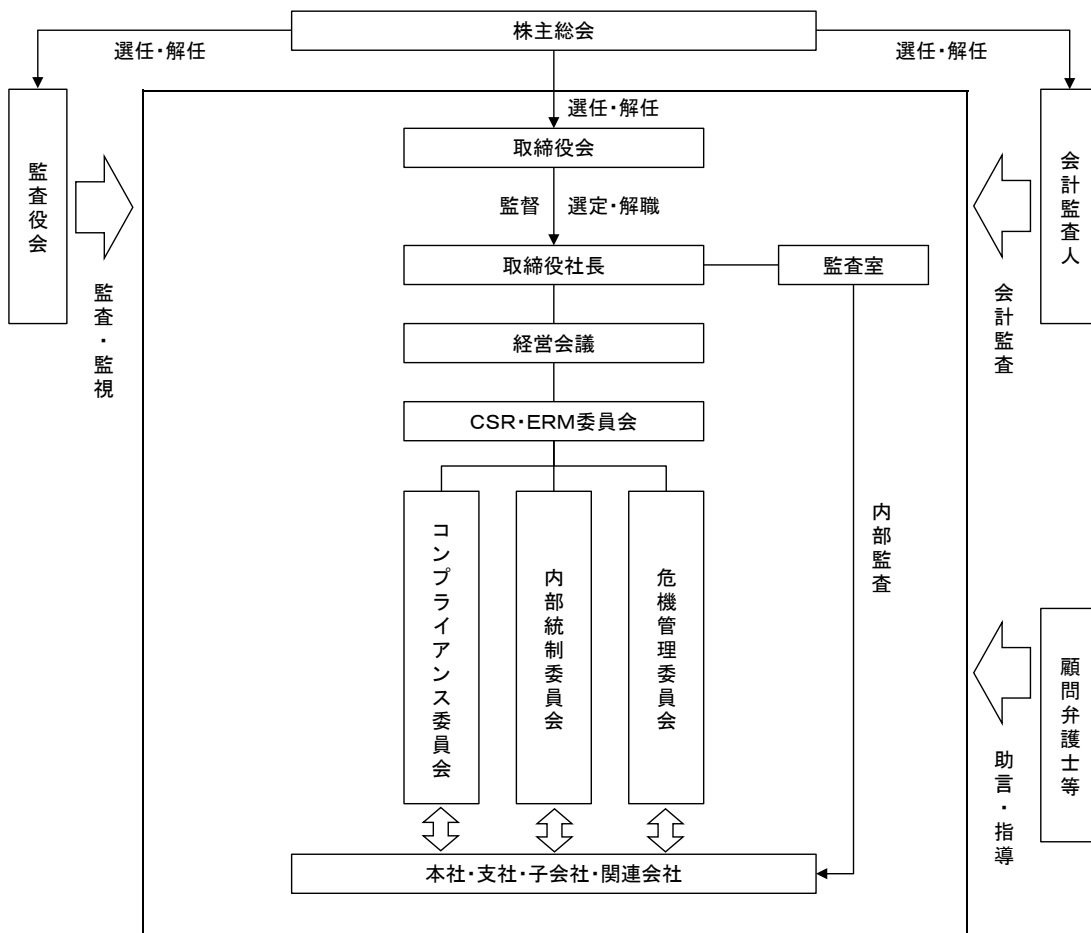 株主総会
選任・解任
選任・解任
選任・解任
監査役会
監査・監視
取締役会
監督
選定・解職
取締役社長
監査室
経営会議
CSR・ERM委員会
コンプライアンス委員会
内部統制委員会
危機管理委員会
内部監査
本社・支社・子会社・関連会社
会計監査人
会計監査
顧問弁護士等
助言・指導